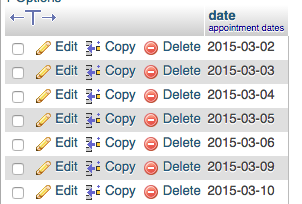 date
appointment dates
Edit Copy Delete 2015-03-02
Edit Copy Delete 2015-03-03
Edit Copy Delete 2015-03-04
Edit Copy Delete 2015-03-05
Edit Copy Delete 2015-03-06
Edit Copy Delete 2015-03-09
Edit Copy Delete 2015-03-10